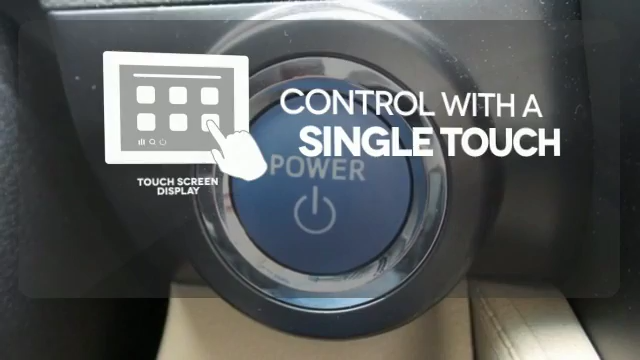 CONTROL WITH A
SINGLE TOUCH
POWER
TOUCH SCREEN
DISPLAY